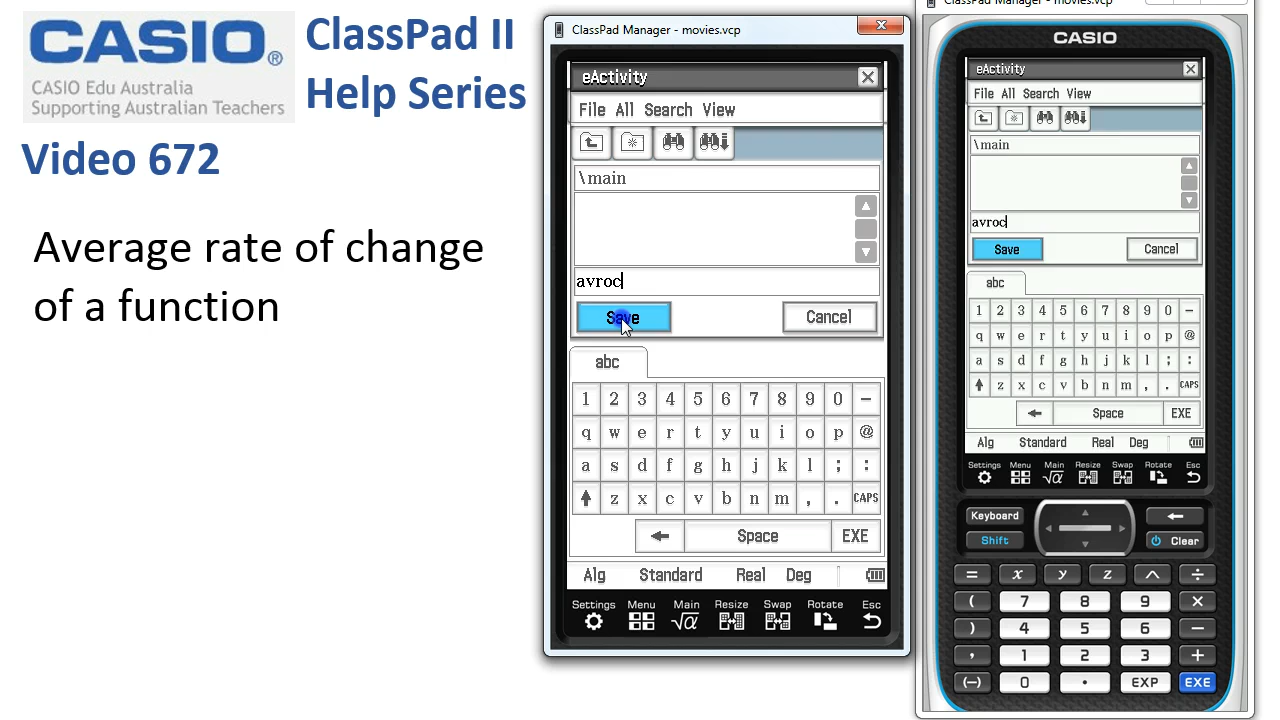 CASIO®
CASIO Edu Australia
Supporting Australian Teachers
ClassPad II
Help Series
Video 672
Average rate of change
of a function
ClassPad Manager - movies.vcp
eActivity
File All Search View
\main
avroc
Save Cancel
abc
1 2 3 4 5 6 7 8 9 0 −
q w e r t y u i o p @
a s d f g h j k l ; :
z x c v b n m , . CAPS
Space EXE
Alg Standard Real Deg
Settings Menu Main Resize Swap Rotate Esc
√α
ClassPad Manager - movies.vcp
CASIO
eActivity
File All Search View
\main
avroc
Save Cancel
abc
1 2 3 4 5 6 7 8 9 0 −
q w e r t y u i o p @
a s d f g h j k l ; :
z x c v b n m , . CAPS
Space EXE
Alg Standard Real Deg
Settings Menu Main Resize Swap Rotate Esc
√α
Keyboard
Shift Clear
= x y z ^ ÷
( 7 8 9 ×
) 4 5 6 −
, 1 2 3 +
(−) 0 • EXP EXE